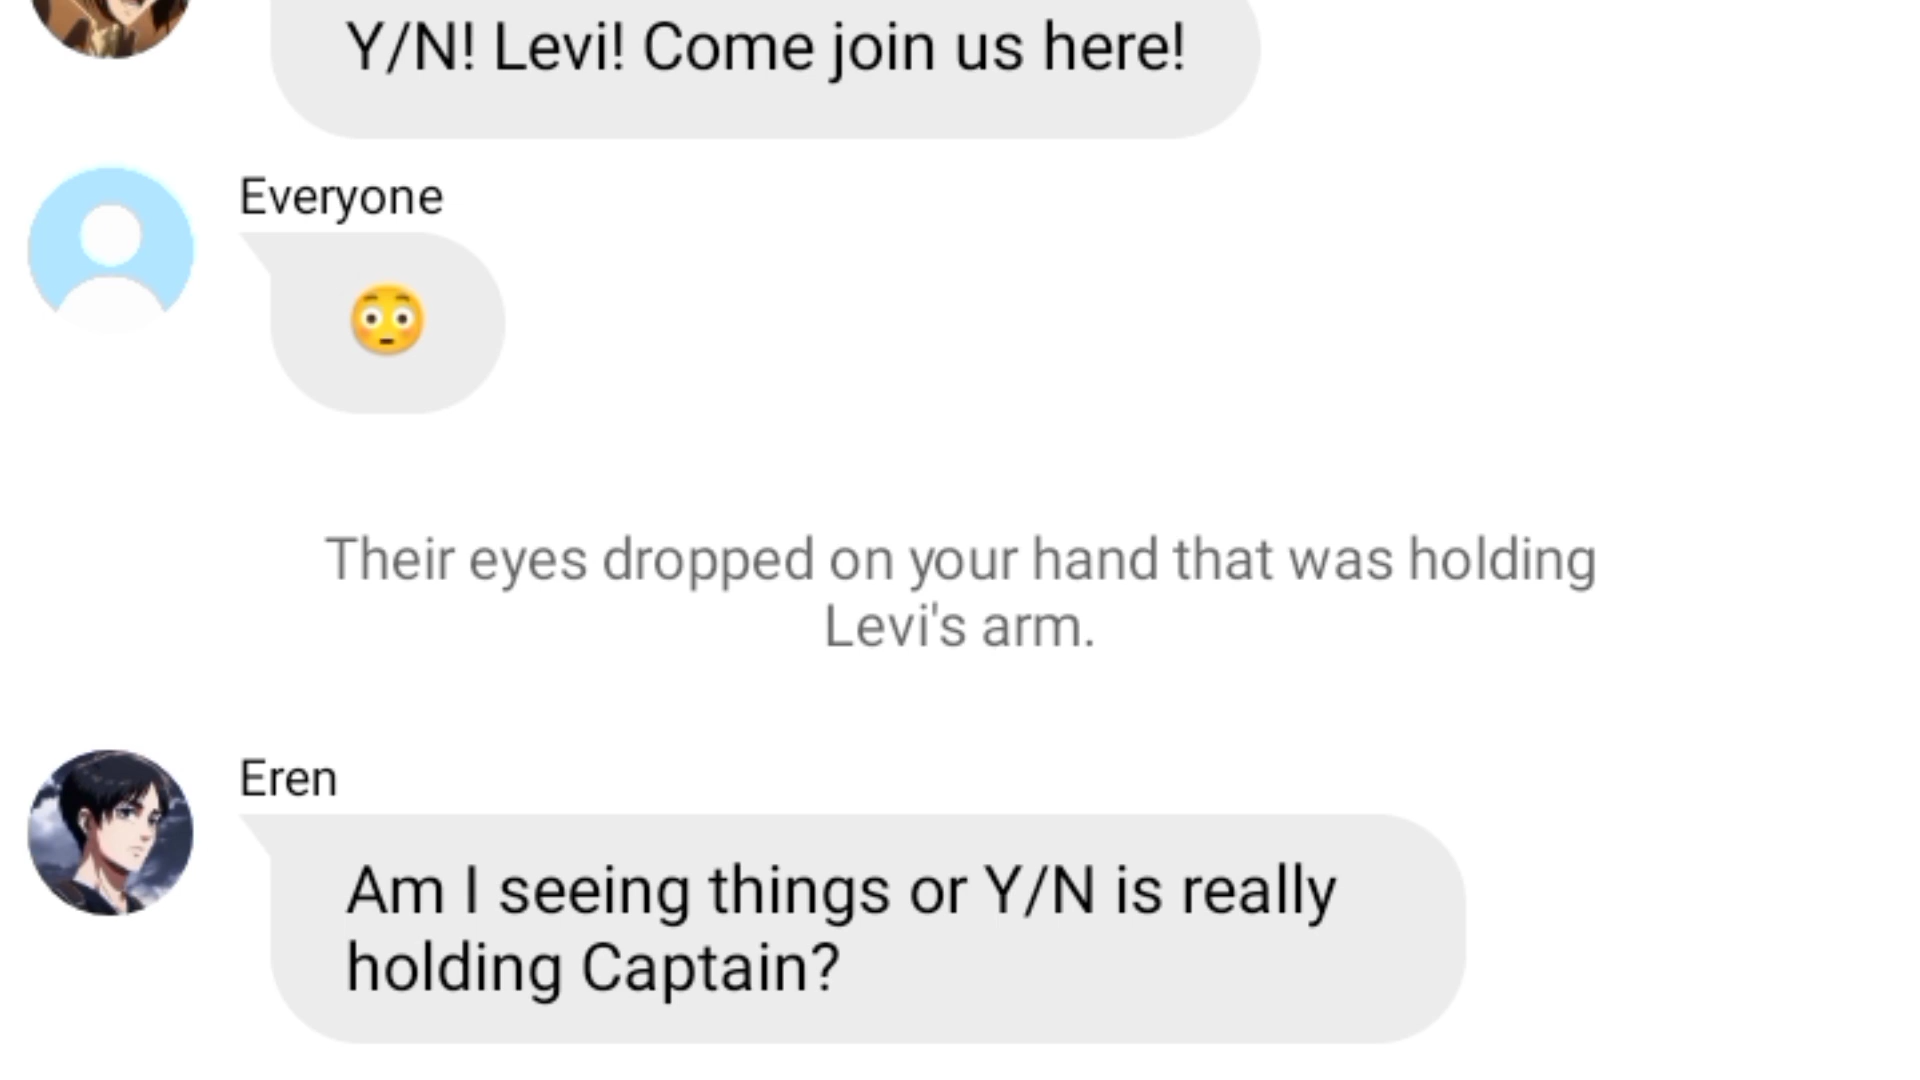 Y/N! Levi! Come join us here!
Everyone
😳
Their eyes dropped on your hand that was holding
Levi's arm.
Eren
Am I seeing things or Y/N is really
holding Captain?